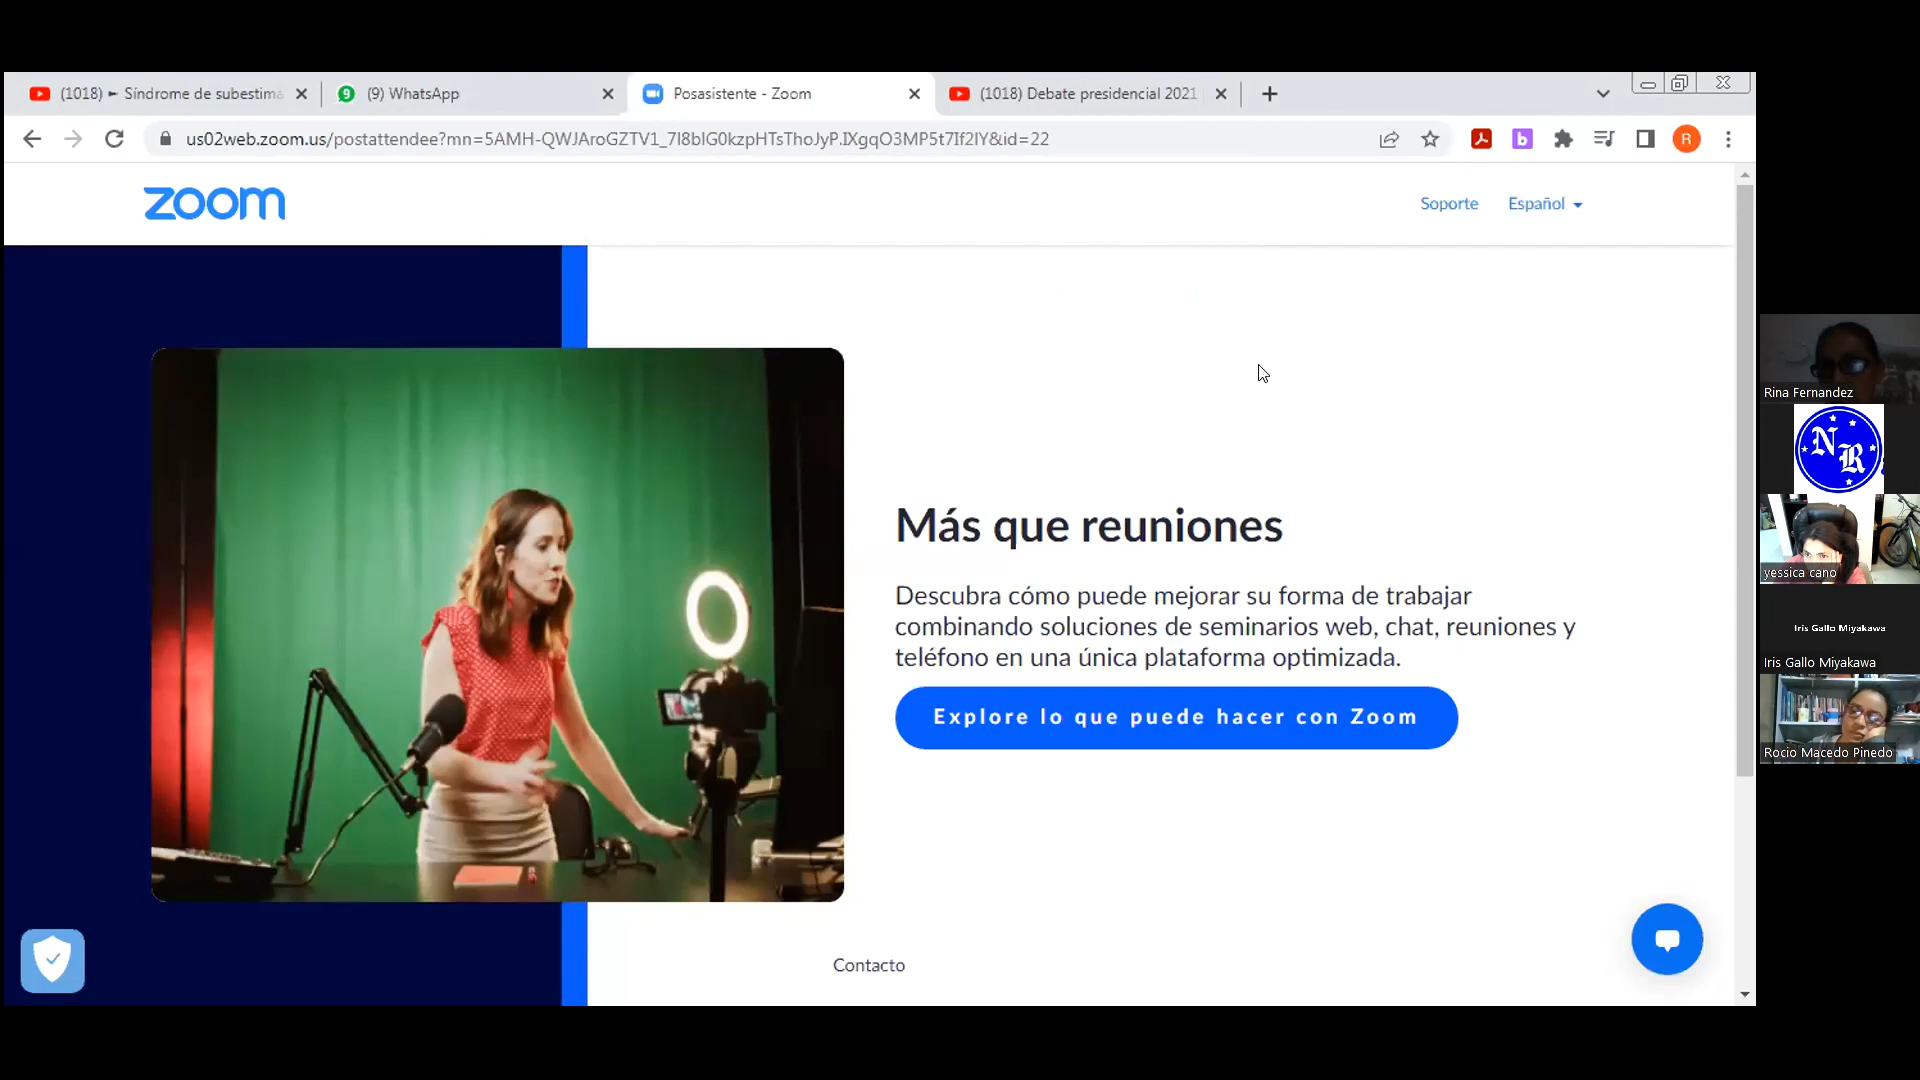 (1018) ► Síndrome de subestima
(9) WhatsApp
Posasistente - Zoom
(1018) Debate presidencial 2021
us02web.zoom.us/postattendee?mn=5AMH-QWJAroGZTV1_7I8blG0kzpHTsThoJyP.IXgqO3MP5t7If2lY&id=22
R
zoom
Soporte
Español
Más que reuniones
Descubra cómo puede mejorar su forma de trabajar
combinando soluciones de seminarios web, chat, reuniones y
teléfono en una única plataforma optimizada.
Explore lo que puede hacer con Zoom
Contacto
Rina Fernandez
N R
yessica cano
Iris Gallo Miyakawa
Iris Gallo Miyakawa
Rocio Macedo Pinedo